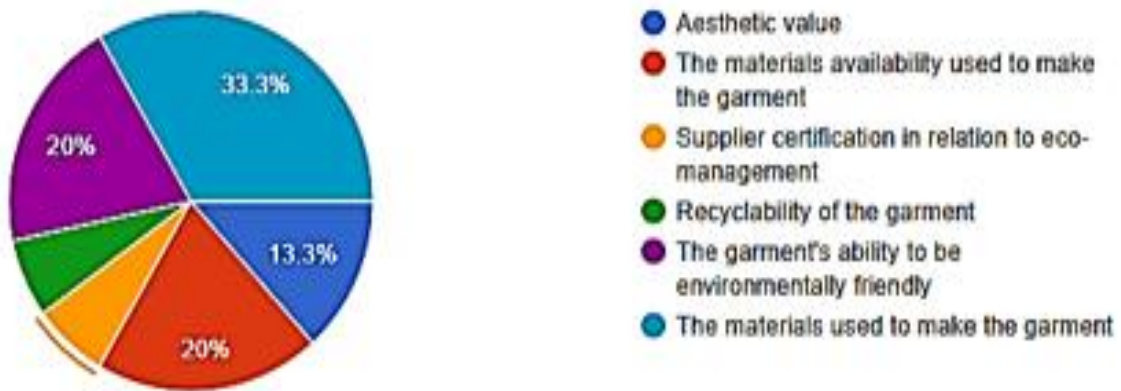 33.3%
20%
13.3%
20%
Aesthetic value
The materials availability used to make
the garment
Supplier certification in relation to eco-
management
Recyclability of the garment
The garment's ability to be
environmentally friendly
The materials used to make the garment